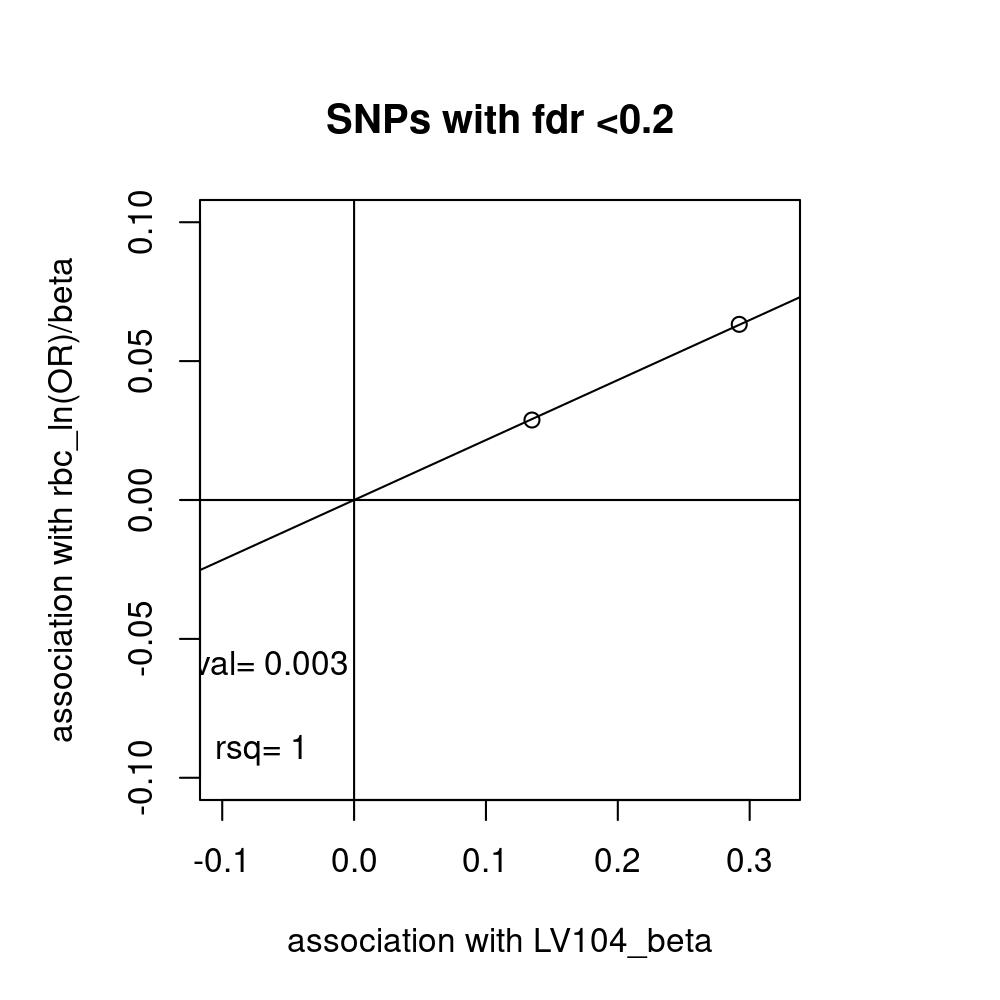 SNPs with fdr <0.2
association with rbc_ln(OR)/beta
0.10
0.05
0.00
-0.05
-0.10
val= 0.003
rsq= 1
-0.1 0.0 0.1 0.2 0.3
association with LV104_beta